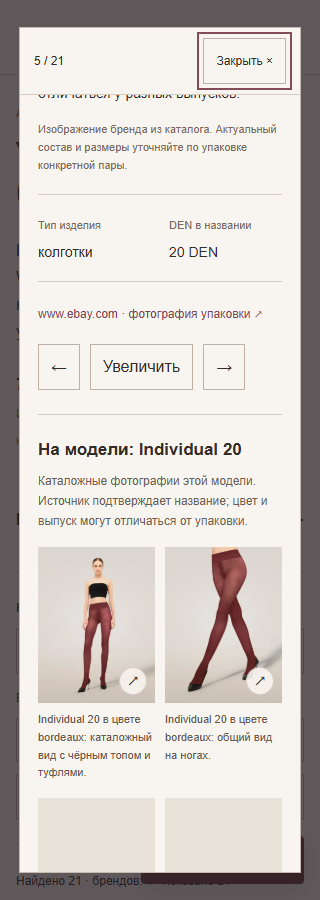 5 / 21
Закрыть ×
отличаться у разных выпусков.
Изображение бренда из каталога. Актуальный
состав и размеры уточняйте по упаковке
конкретной пары.
Тип изделия
DEN в названии
колготки
20 DEN
www.ebay.com · фотография упаковки ↗
←
Увеличить
→
На модели: Individual 20
Каталожные фотографии этой модели.
Источник подтверждает название; цвет и
выпуск могут отличаться от упаковки.
↗
↗
Individual 20 в цвете
bordeaux: каталожный
вид с чёрным топом и
туфлями.
Individual 20 в цвете
bordeaux: общий вид
на ногах.
Найдено 21 · брендов: